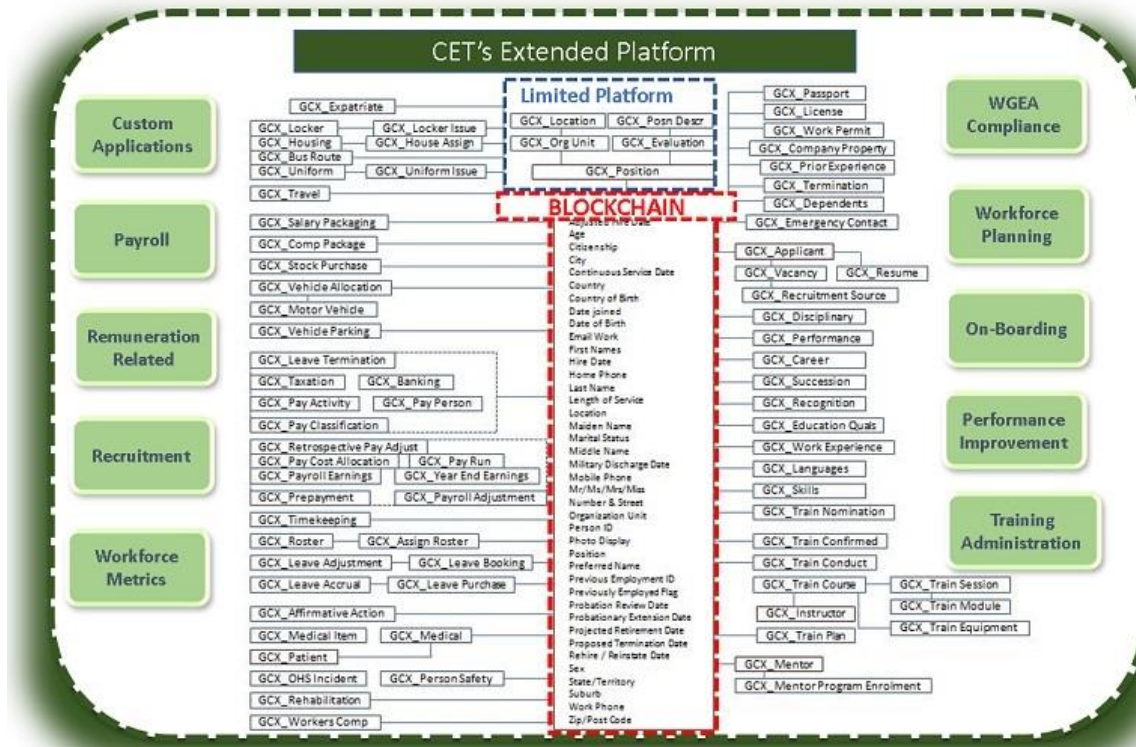 CET's Extended Platform
Custom
Applications
Payroll
Remuneration
Related
Recruitment
Workforce
Metrics
GCX_Expatriate
GCX_Locker
GCX_Locker Issue
GCX_Housing
GCX_House Assign
GCX_Bus Route
GCX_Uniform
GCX_Uniform Issue
GCX_Travel
GCX_Salary Packaging
GCX_Comp Package
GCX_Stock Purchase
GCX_Vehicle Allocation
GCX_Motor Vehicle
GCX_Vehicle Parking
GCX_Leave Termination
GCX_Taxation
GCX_Banking
GCX_Pay Activity
GCX_Pay Person
GCX_Pay Classification
GCX_Retrospective Pay Adjust
GCX_Pay Cost Allocation
GCX_Pay Run
GCX_Payroll Earnings
GCX_Year End Earnings
GCX_Prepayment
GCX_Payroll Adjustment
GCX_Timekeeping
GCX_Roster
GCX_Assign Roster
GCX_Leave Adjustment
GCX_Leave Booking
GCX_Leave Accrual
GCX_Leave Purchase
GCX_Affirmative Action
GCX_Medical Item
GCX_Medical
GCX_Patient
GCX_OHS Incident
GCX_Person Safety
GCX_Rehabilitation
GCX_Workers Comp
Limited Platform
GCX_Location
GCX_Posn Descr
GCX_Org Unit
GCX_Evaluation
GCX_Position
BLOCKCHAIN
Adjusted Hire Date
Age
Citizenship
City
Continuous Service Date
Country
Country of Birth
Date joined
Date of Birth
Email Work
First Names
Hire Date
Home Phone
Last Name
Length of Service
Location
Maiden Name
Marital Status
Middle Name
Military Discharge Date
Mobile Phone
Mr/Ms/Mrs/Miss
Number & Street
Organization Unit
Person ID
Photo Display
Position
Preferred Name
Previous Employment ID
Previously Employed Flag
Probation Review Date
Probationary Extension Date
Projected Retirement Date
Proposed Termination Date
Rehire / Reinstate Date
Sex
State/Territory
Suburb
Work Phone
Zip/Post Code
GCX_Passport
GCX_License
GCX_Work Permit
GCX_Company Property
GCX_Prior Experience
GCX_Termination
GCX_Dependents
GCX_Emergency Contact
GCX_Applicant
GCX_Vacancy
GCX_Resume
GCX_Recruitment Source
GCX_Disciplinary
GCX_Performance
GCX_Career
GCX_Succession
GCX_Recognition
GCX_Education Quals
GCX_Work Experience
GCX_Languages
GCX_Skills
GCX_Train Nomination
GCX_Train Confirmed
GCX_Train Conduct
GCX_Train Course
GCX_Train Session
GCX_Train Module
GCX_Instructor
GCX_Train Equipment
GCX_Train Plan
GCX_Mentor
GCX_Mentor Program Enrolment
WGEA
Compliance
Workforce
Planning
On-Boarding
Performance
Improvement
Training
Administration